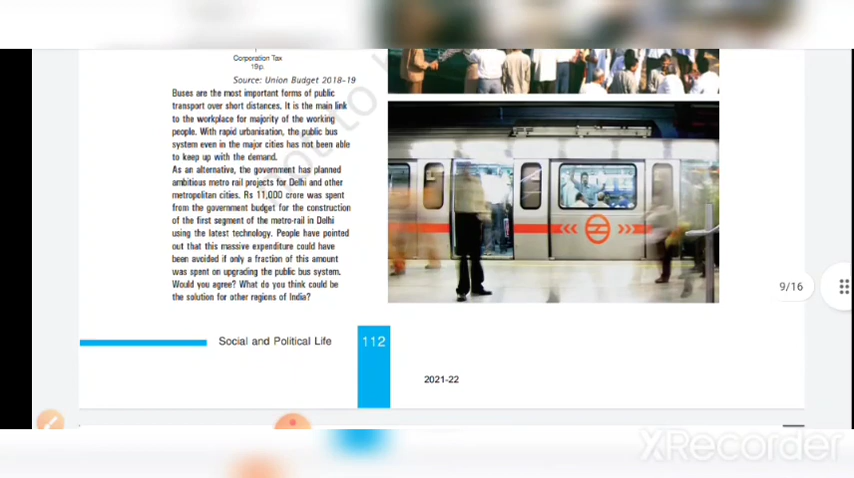 Corporation Tax
19p.
Source: Union Budget 2018-19
Buses are the most important forms of public
transport over short distances. It is the main link
to the workplace for majority of the working
people. With rapid urbanisation, the public bus
system even in the major cities has not been able
to keep up with the demand.
As an alternative, the government has planned
ambitious metro rail projects for Delhi and other
metropolitan cities. Rs 11,000 crore was spent
from the government budget for the construction
of the first segment of the metro-rail in Delhi
using the latest technology. People have pointed
out that this massive expenditure could have
been avoided if only a fraction of this amount
was spent on upgrading the public bus system.
Would you agree? What do you think could be
the solution for other regions of India?
9/16
Social and Political Life
112
2021-22
XRecorder